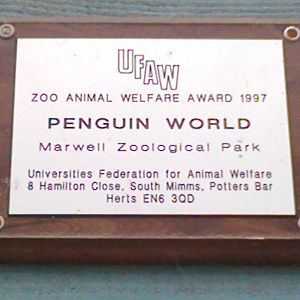 UFAW
ZOO ANIMAL WELFARE AWARD 1997
PENGUIN WORLD
Marwell Zoological Park
Universities Federation for Animal Welfare
8 Hamilton Close, South Mimms, Potters Bar
Herts EN6 3QD